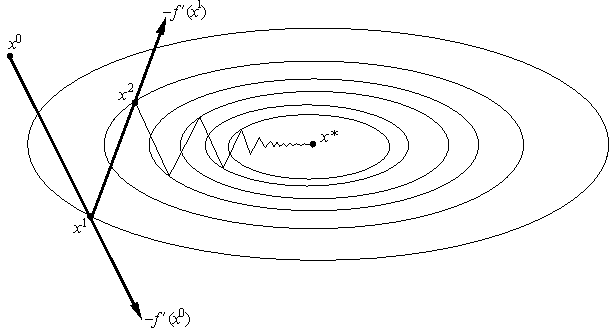 −f′(x¹)
x⁰
x²
x*
x¹
−f′(x⁰)